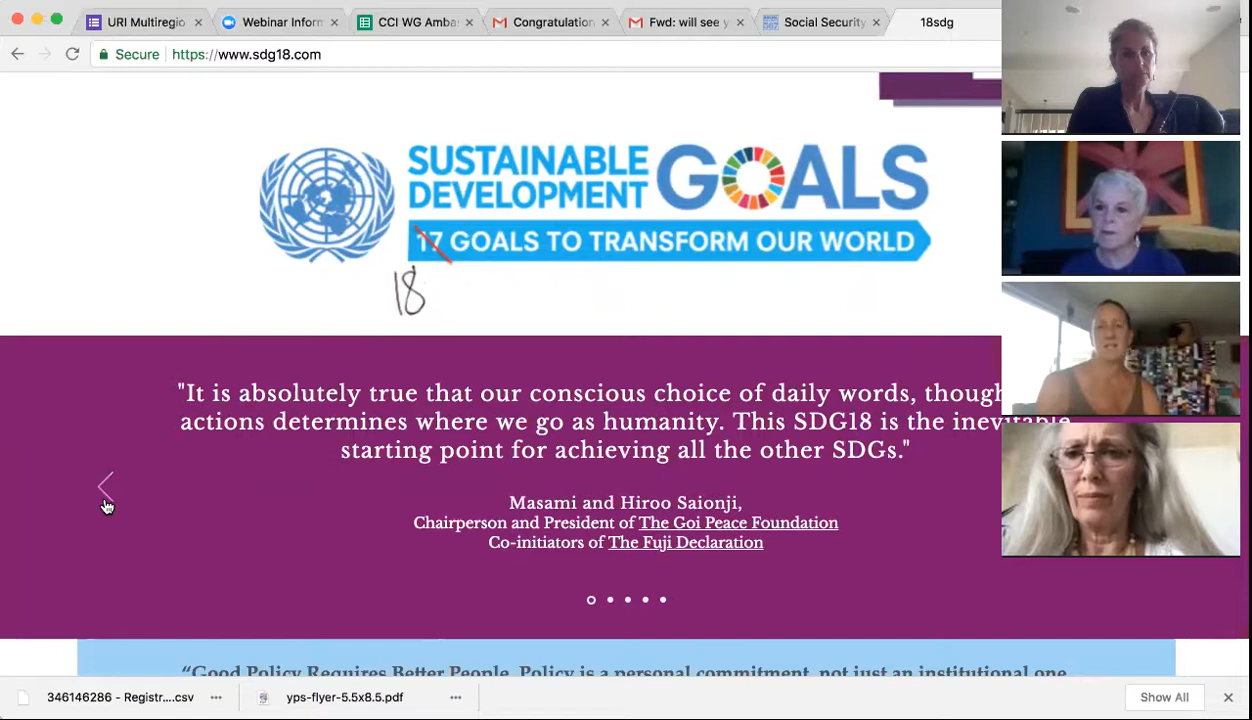 URI Multiregio
Webinar Inform
CCI WG Amba
Congratulation
Fwd: will see y
Social Security
18sdg
Secure
https://www.sdg18.com
SUSTAINABLE
DEVELOPMENT
GOALS
17 GOALS TO TRANSFORM OUR WORLD
18
"It is absolutely true that our conscious choice of daily words, though
actions determines where we go as humanity. This SDG18 is the inevitable
starting point for achieving all the other SDGs."
Masami and Hiroo Saionji,
Chairperson and President of The Goi Peace Foundation
Co-initiators of The Fuji Declaration
“Good Policy Requires Better People. Policy is a personal commitment, not just an institutional one
346146286 - Registr....csv
yps-flyer-5.5x8.5.pdf
Show All